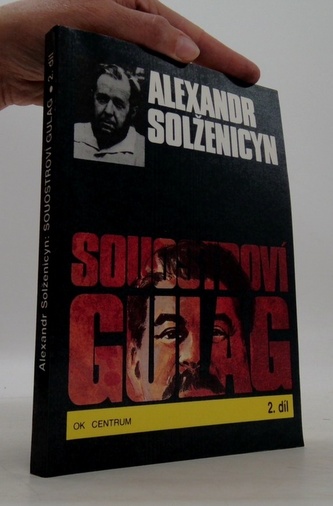 ALEXANDR
SOLŽENICYN
SOUOSTROVÍ
GULAG
2. díl
OK CENTRUM
Alexandr Solženicyn: SOUOSTROVÍ GULAG ● 2. díl